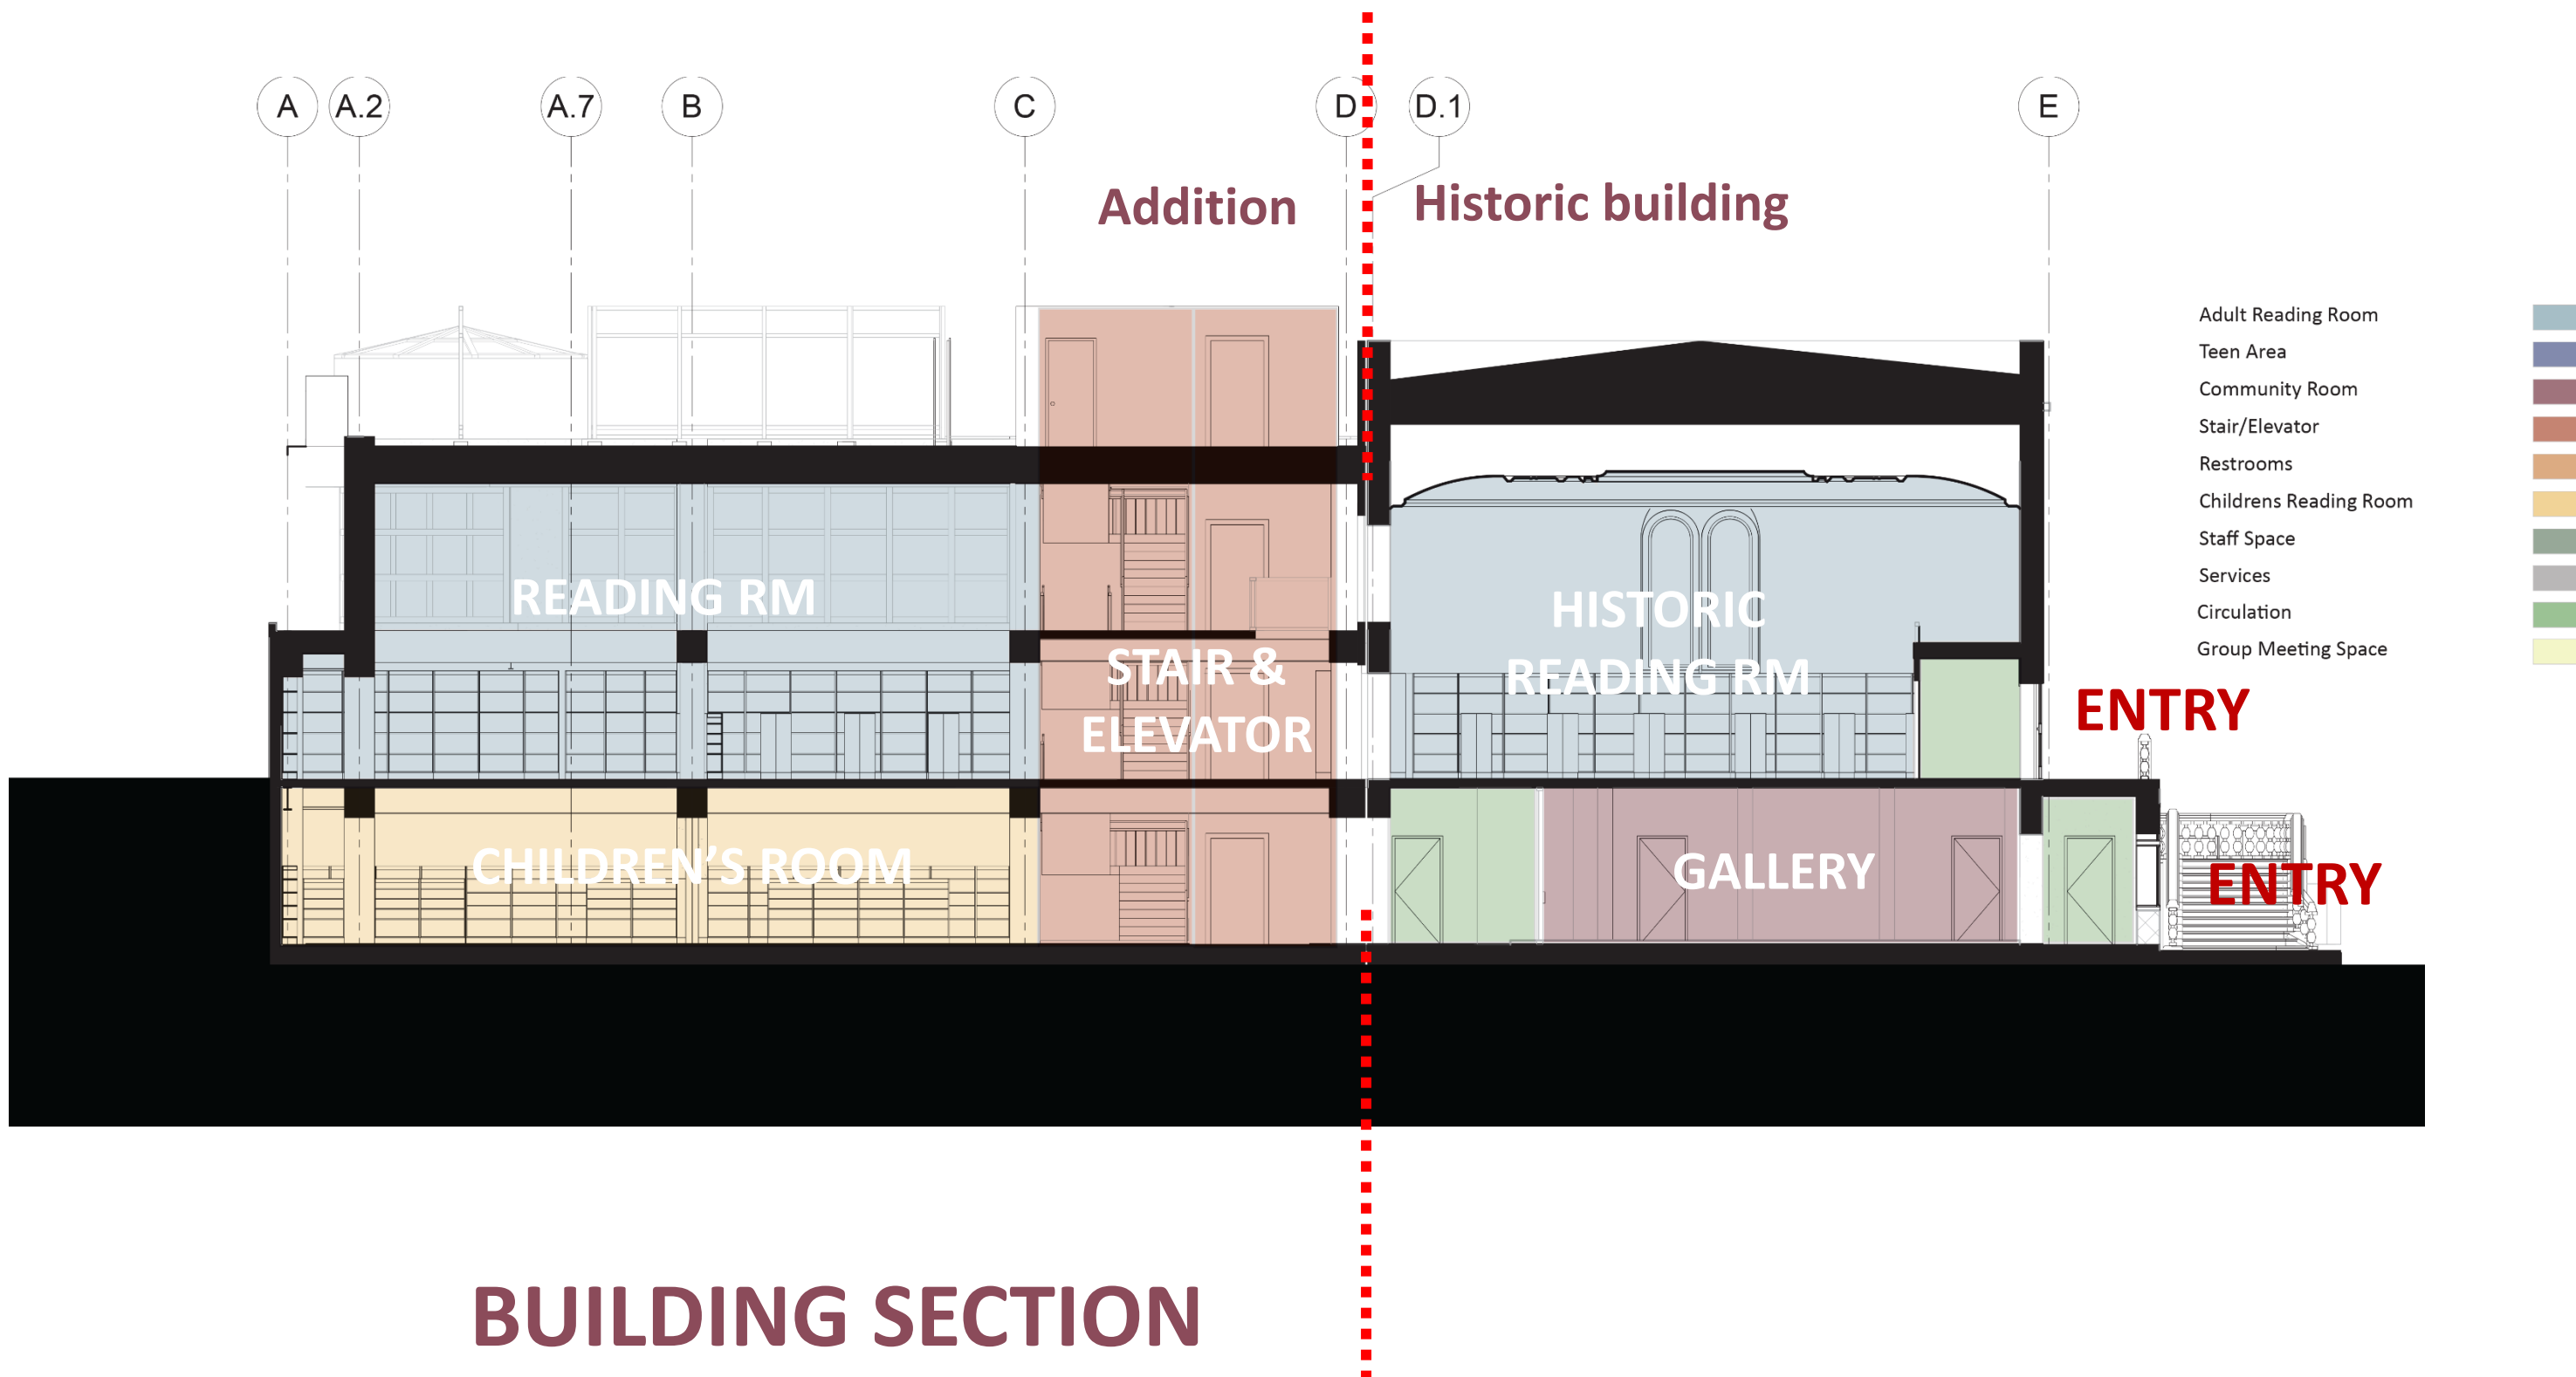 A
A.2
A.7
B
C
D
D.1
E
Addition
Historic building
Adult Reading Room
Teen Area
Community Room
Stair/Elevator
Restrooms
Childrens Reading Room
Staff Space
Services
Circulation
Group Meeting Space
READING RM
HISTORIC
READING RM
STAIR &
ELEVATOR
ENTRY
CHILDREN'S ROOM
GALLERY
ENTRY
BUILDING SECTION